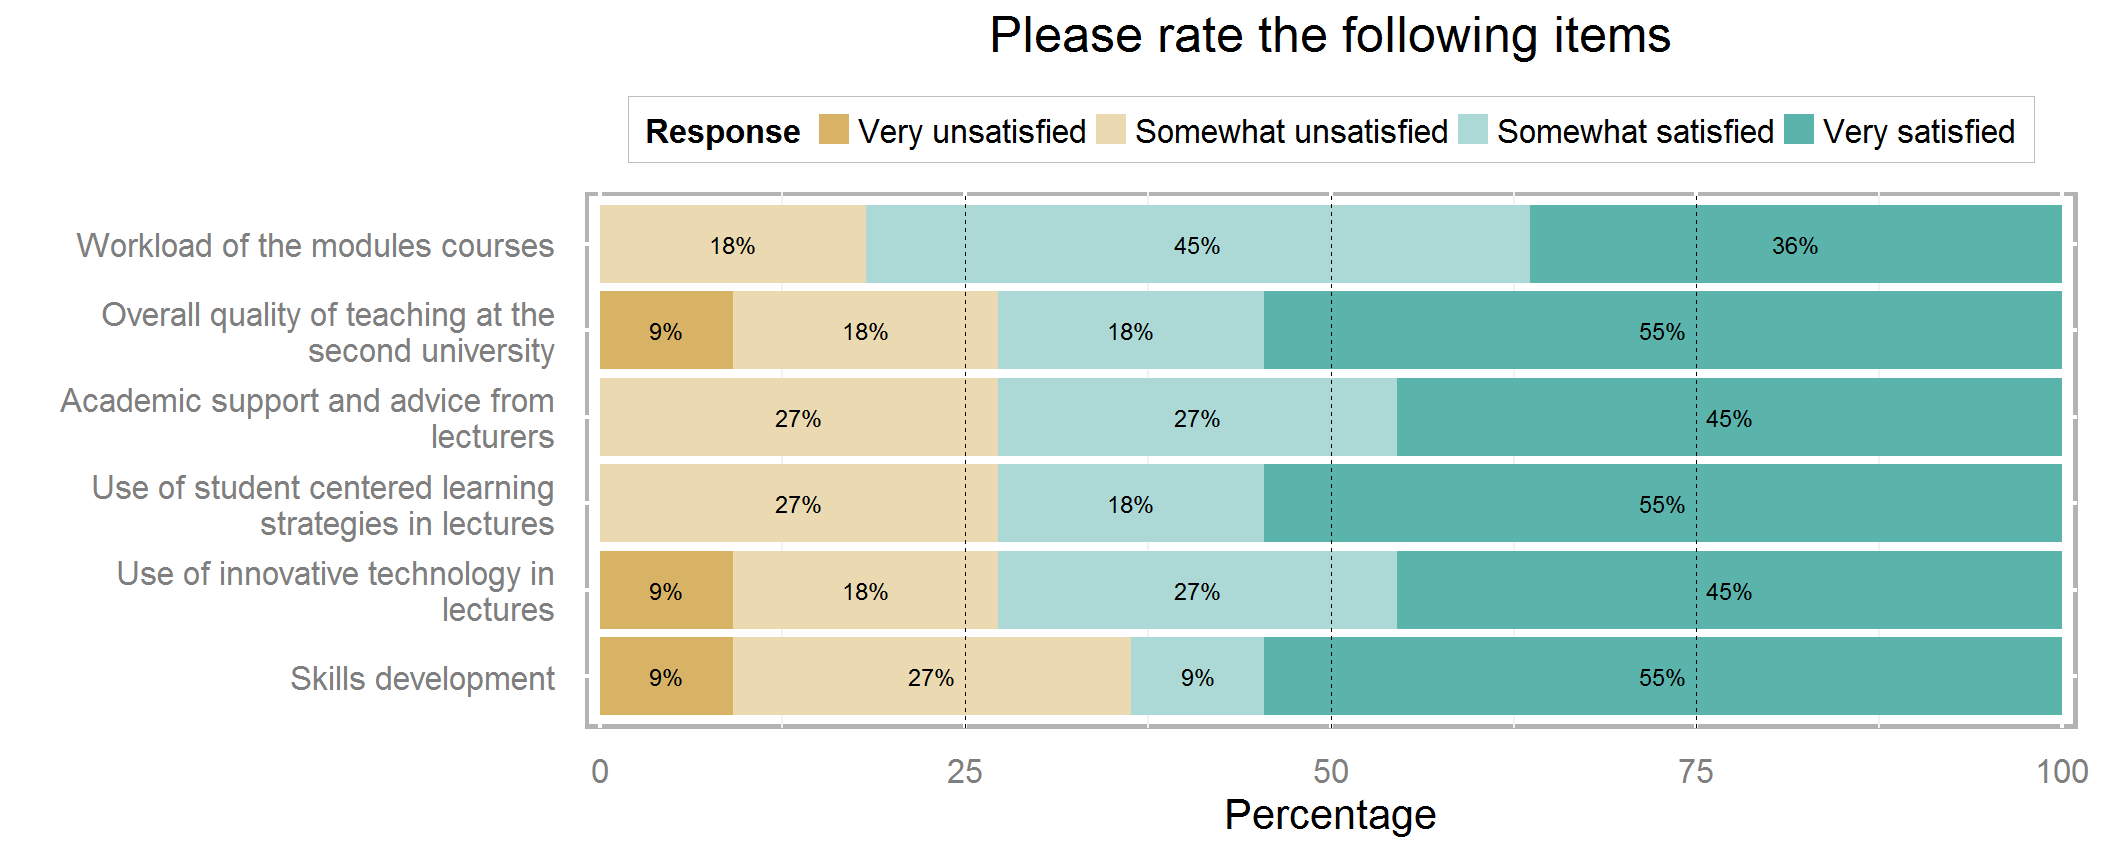 Please rate the following items
Response Very unsatisfied Somewhat unsatisfied Somewhat satisfied Very satisfied
Workload of the modules courses
18% 45% 36%
Overall quality of teaching at the
second university
9% 18% 18% 55%
Academic support and advice from
lecturers
27% 27% 45%
Use of student centered learning
strategies in lectures
27% 18% 55%
Use of innovative technology in
lectures
9% 18% 27% 45%
Skills development
9% 27% 9% 55%
0 25 50 75 100
Percentage